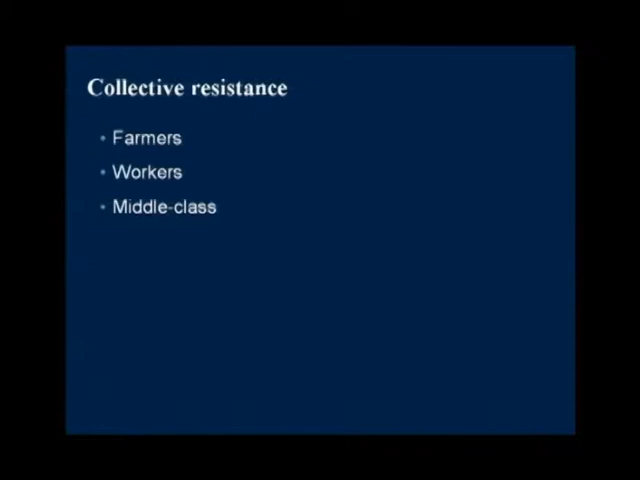 Collective resistance
• Farmers
• Workers
• Middle-class